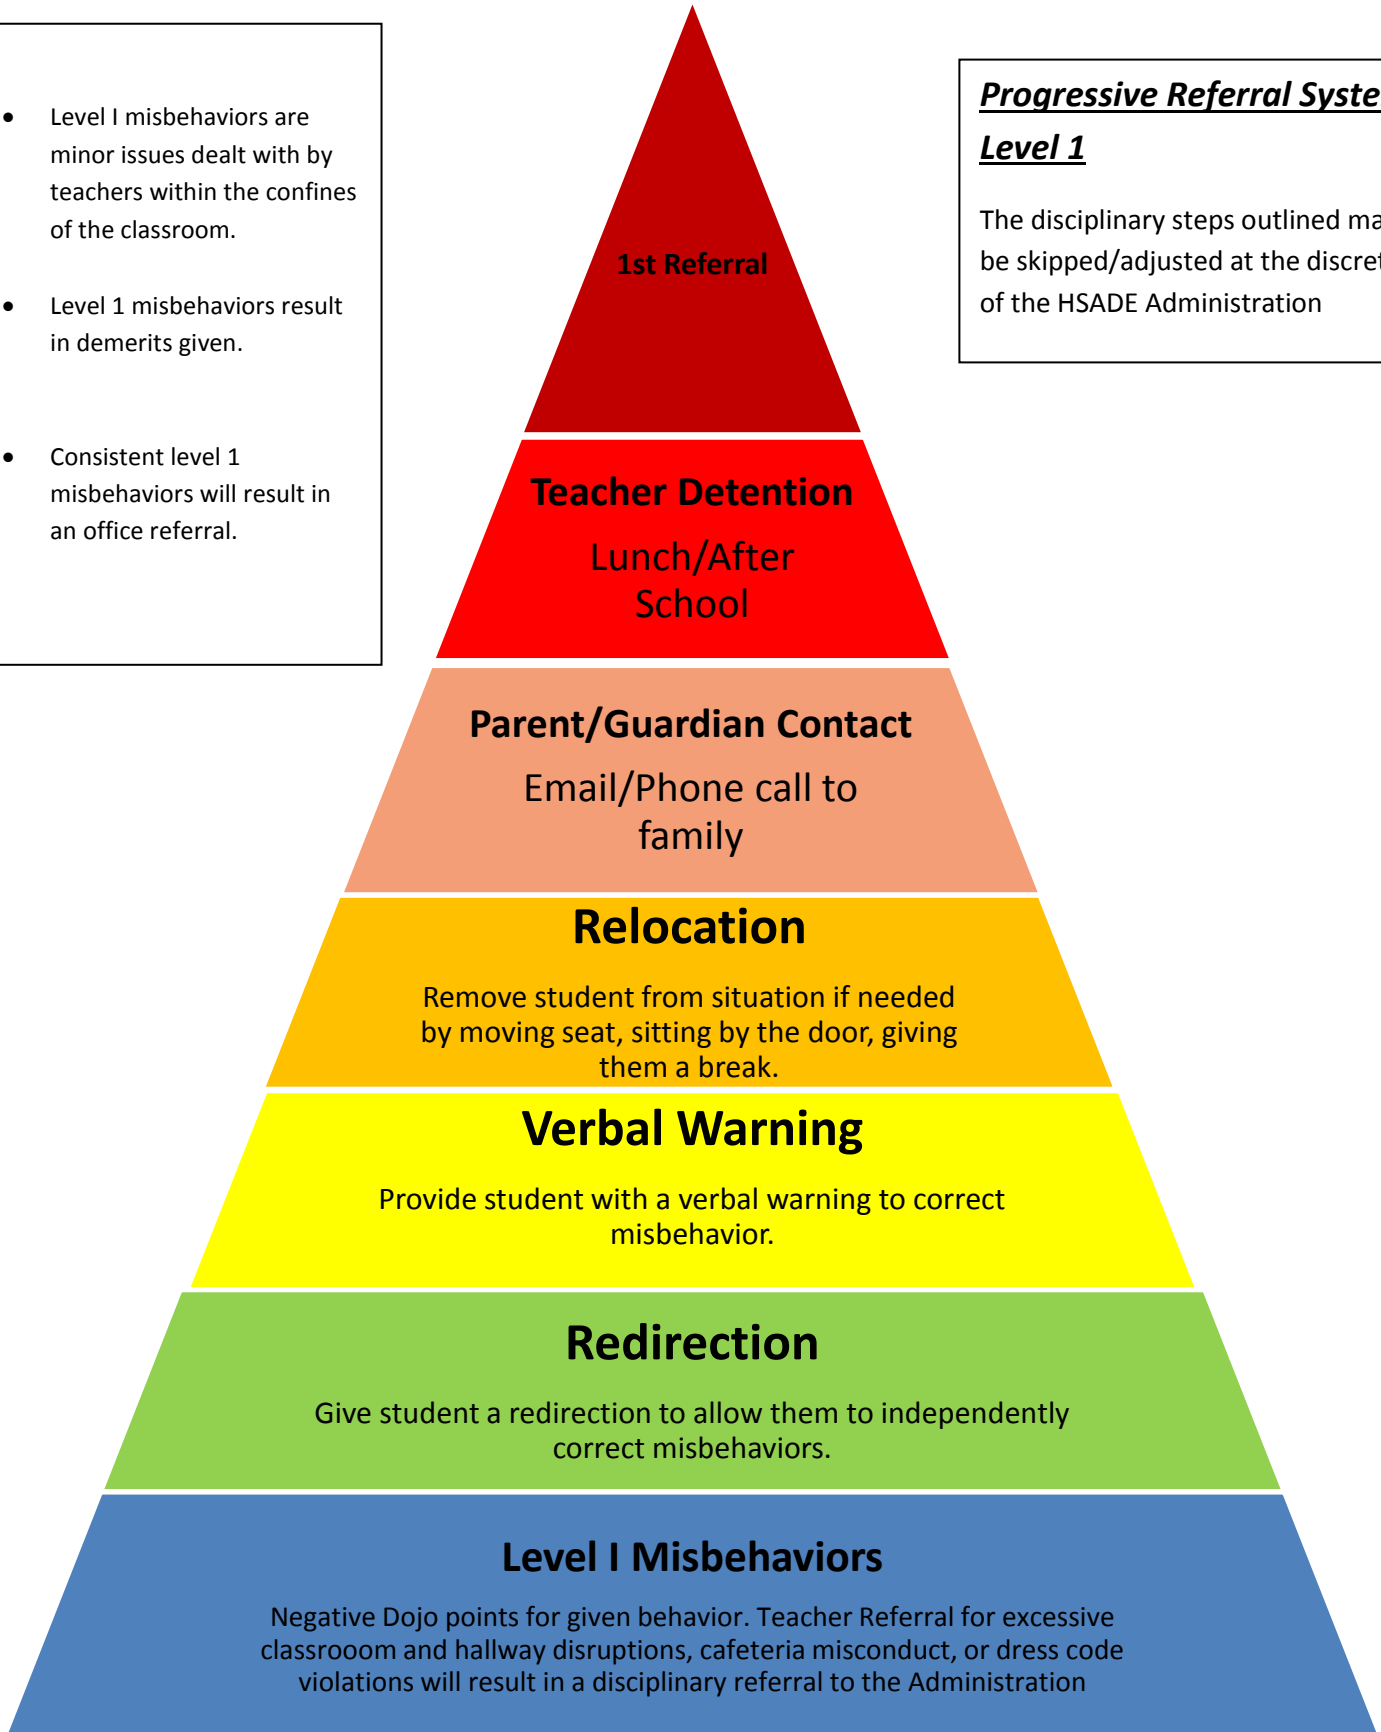 • Level I misbehaviors are
minor issues dealt with by
teachers within the confines
of the classroom.
• Level 1 misbehaviors result
in demerits given.
• Consistent level 1
misbehaviors will result in
an office referral.
Progressive Referral Syste
Level 1
The disciplinary steps outlined ma
be skipped/adjusted at the discret
of the HSADE Administration
1st Referral
Teacher Detention
Lunch/After
School
Parent/Guardian Contact
Email/Phone call to
family
Relocation
Remove student from situation if needed
by moving seat, sitting by the door, giving
them a break.
Verbal Warning
Provide student with a verbal warning to correct
misbehavior.
Redirection
Give student a redirection to allow them to independently
correct misbehaviors.
Level I Misbehaviors
Negative Dojo points for given behavior. Teacher Referral for excessive
classrooom and hallway disruptions, cafeteria misconduct, or dress code
violations will result in a disciplinary referral to the Administration